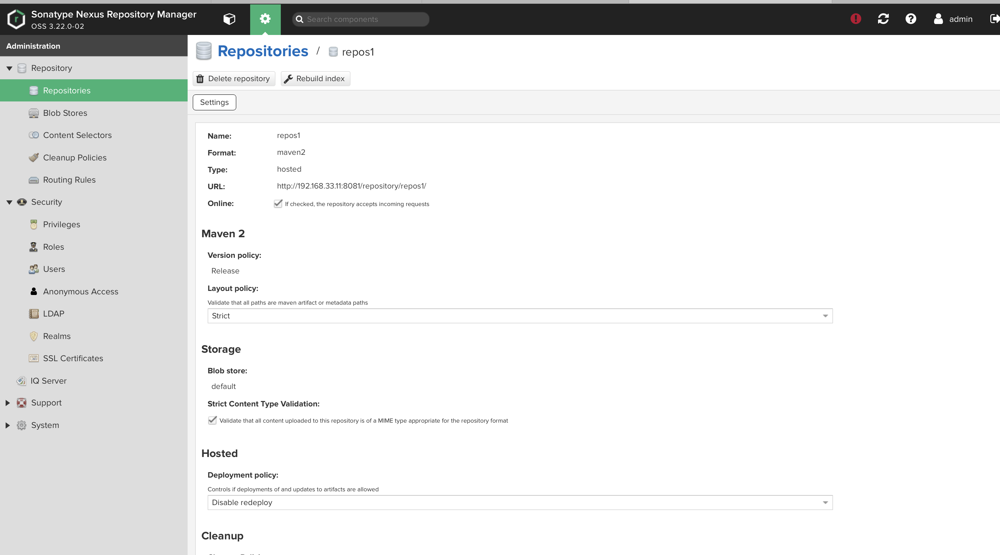 Sonatype Nexus Repository Manager
OSS 3.22.0-02
Search components
admin
Administration
Repository
Repositories
Blob Stores
Content Selectors
Cleanup Policies
Routing Rules
Security
Privileges
Roles
Users
Anonymous Access
LDAP
Realms
SSL Certificates
IQ Server
Support
System
Repositories / repos1
Delete repository
Rebuild index
Settings
Name: repos1
Format: maven2
Type: hosted
URL: http://192.168.33.11:8081/repository/repos1/
Online: If checked, the repository accepts incoming requests
Maven 2
Version policy:
Release
Layout policy:
Validate that all paths are maven artifact or metadata paths
Strict
Storage
Blob store:
default
Strict Content Type Validation:
Validate that all content uploaded to this repository is of a MIME type appropriate for the repository format
Hosted
Deployment policy:
Controls if deployments of and updates to artifacts are allowed
Disable redeploy
Cleanup